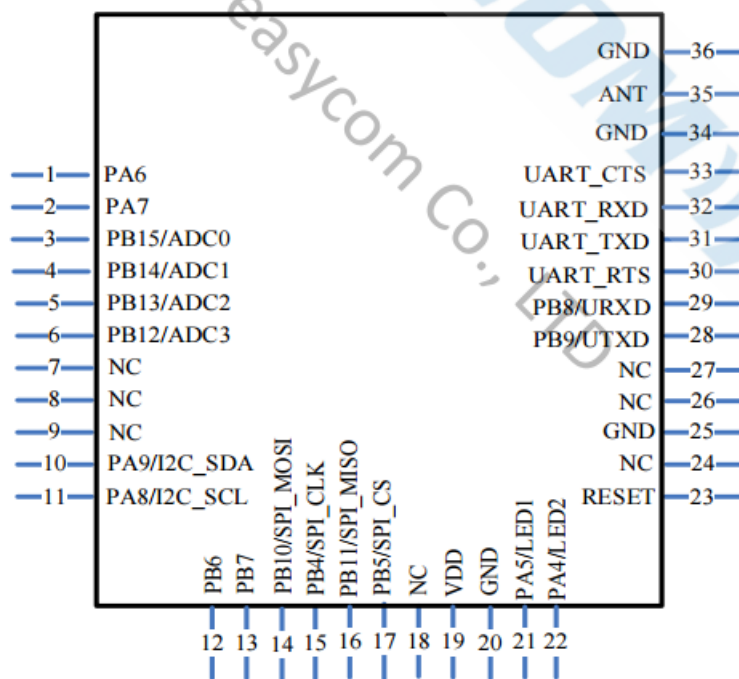 easycom Co., LTD
1 PA6
2 PA7
3 PB15/ADC0
4 PB14/ADC1
5 PB13/ADC2
6 PB12/ADC3
7 NC
8 NC
9 NC
10 PA9/I2C_SDA
11 PA8/I2C_SCL
PB6 12
PB7 13
PB10/SPI_MOSI 14
PB4/SPI_CLK 15
PB11/SPI_MISO 16
PB5/SPI_CS 17
NC 18
VDD 19
GND 20
PA5/LED1 21
PA4/LED2 22
GND 36
ANT 35
GND 34
UART_CTS 33
UART_RXD 32
UART_TXD 31
UART_RTS 30
PB8/URXD 29
PB9/UTXD 28
NC 27
NC 26
GND 25
NC 24
RESET 23